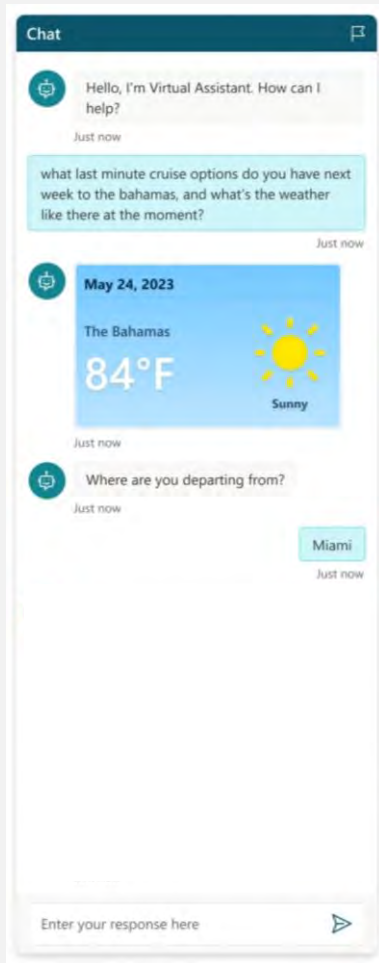 Chat
Hello, I'm Virtual Assistant. How can I
help?
Just now
what last minute cruise options do you have next
week to the bahamas, and what's the weather
like there at the moment?
Just now
May 24, 2023
The Bahamas
84°F
Sunny
Just now
Where are you departing from?
Just now
Miami
Just now
Enter your response here